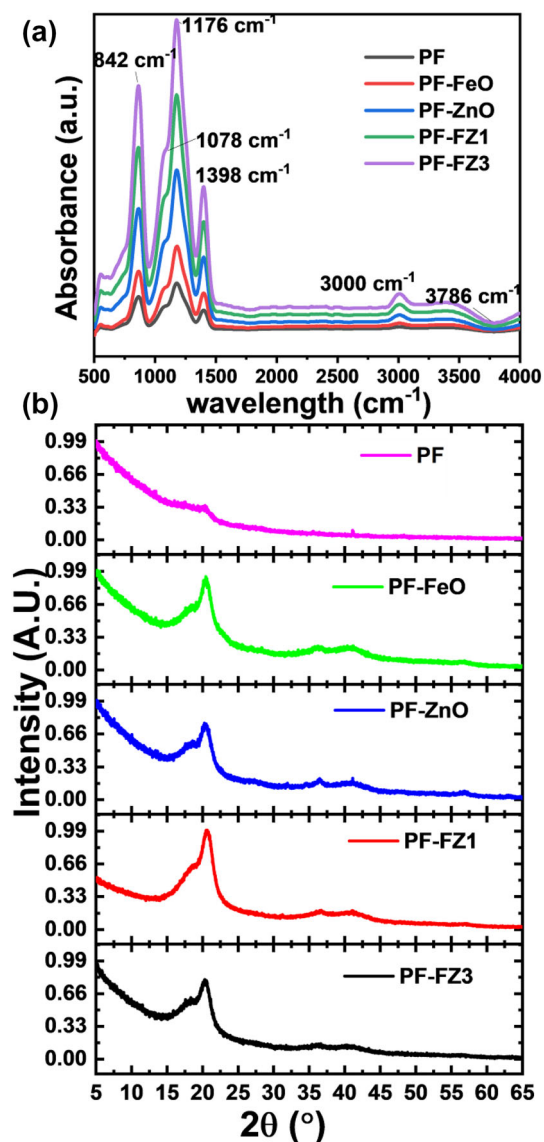 (a)
1176 cm⁻¹
842 cm⁻¹
1078 cm⁻¹
1398 cm⁻¹
3000 cm⁻¹
3786 cm⁻¹
PF
PF-FeO
PF-ZnO
PF-FZ1
PF-FZ3
Absorbance (a.u.)
500 1000 1500 2000 2500 3000 3500 4000
wavelength (cm⁻¹)
(b)
Intensity (A.U.)
0.99
0.66
0.33
0.00
PF
0.99
0.66
0.33
0.00
PF-FeO
0.99
0.66
0.33
0.00
PF-ZnO
0.99
0.66
0.33
0.00
PF-FZ1
0.99
0.66
0.33
0.00
PF-FZ3
5 10 15 20 25 30 35 40 45 50 55 60 65
2θ (°)